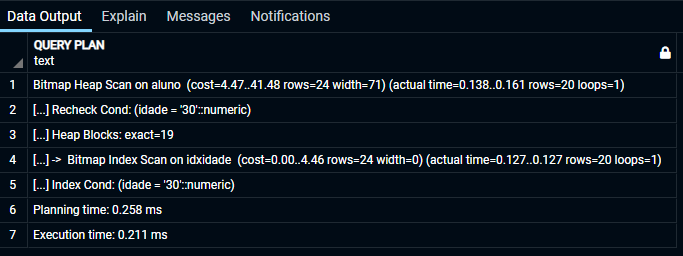 Data Output Explain Messages Notifications
QUERY PLAN
text
1 Bitmap Heap Scan on aluno (cost=4.47..41.48 rows=24 width=71) (actual time=0.138..0.161 rows=20 loops=1)
2 [...] Recheck Cond: (idade = '30'::numeric)
3 [...] Heap Blocks: exact=19
4 [...] -> Bitmap Index Scan on idxidade (cost=0.00..4.46 rows=24 width=0) (actual time=0.127..0.127 rows=20 loops=1)
5 [...] Index Cond: (idade = '30'::numeric)
6 Planning time: 0.258 ms
7 Execution time: 0.211 ms